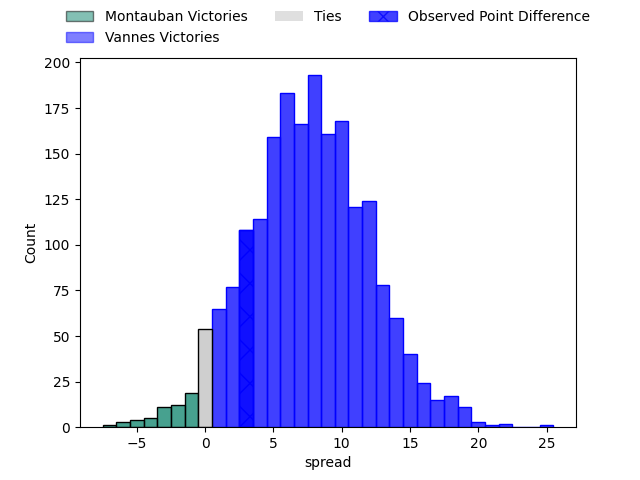 Montauban Victories
Ties
Observed Point Difference
Vannes Victories
200
175
150
125
100
75
50
25
0
Count
−5
0
5
10
15
20
25
spread